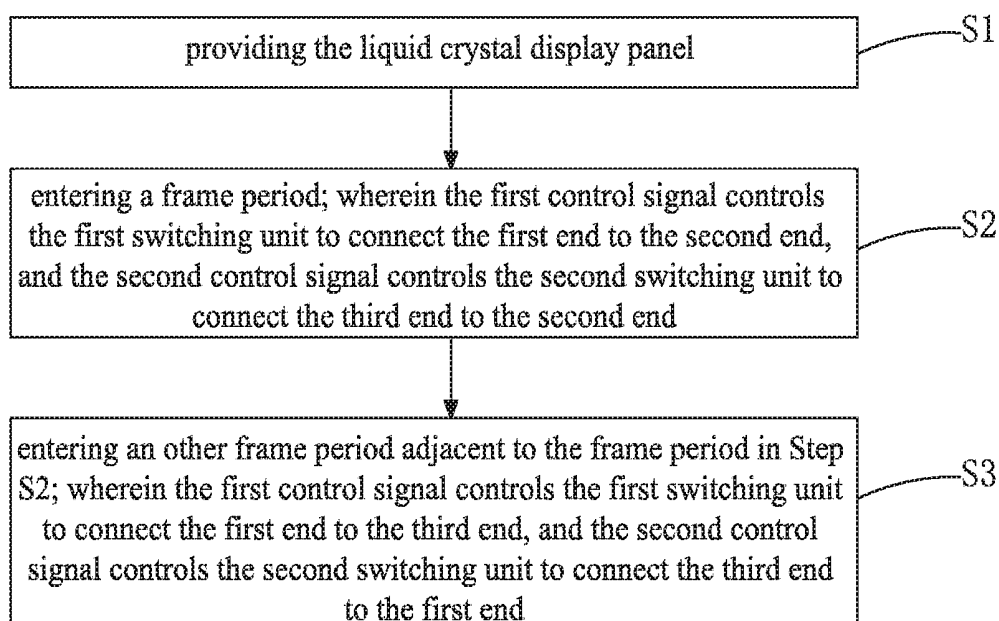 providing the liquid crystal display panel
S1
entering a frame period; wherein the first control signal controls
the first switching unit to connect the first end to the second end,
and the second control signal controls the second switching unit to
connect the third end to the second end
S2
entering an other frame period adjacent to the frame period in Step
S2; wherein the first control signal controls the first switching unit
to connect the first end to the third end, and the second control
signal controls the second switching unit to connect the third end
to the first end
S3